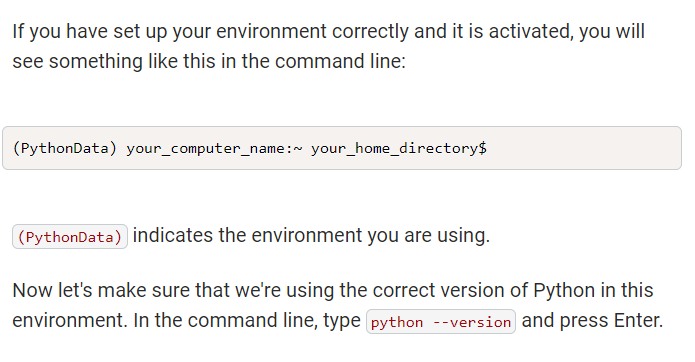 If you have set up your environment correctly and it is activated, you will
see something like this in the command line:
(PythonData) your_computer_name:~ your_home_directory$
(PythonData) indicates the environment you are using.
Now let's make sure that we're using the correct version of Python in this
environment. In the command line, type python --version and press Enter.